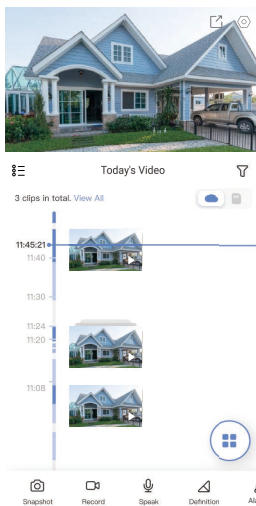 Today's Video
3 clips in total. View All
11:45:21
11:40
11:30
11:24
11:20
11:08
Snapshot
Record
Speak
Definition
Ala